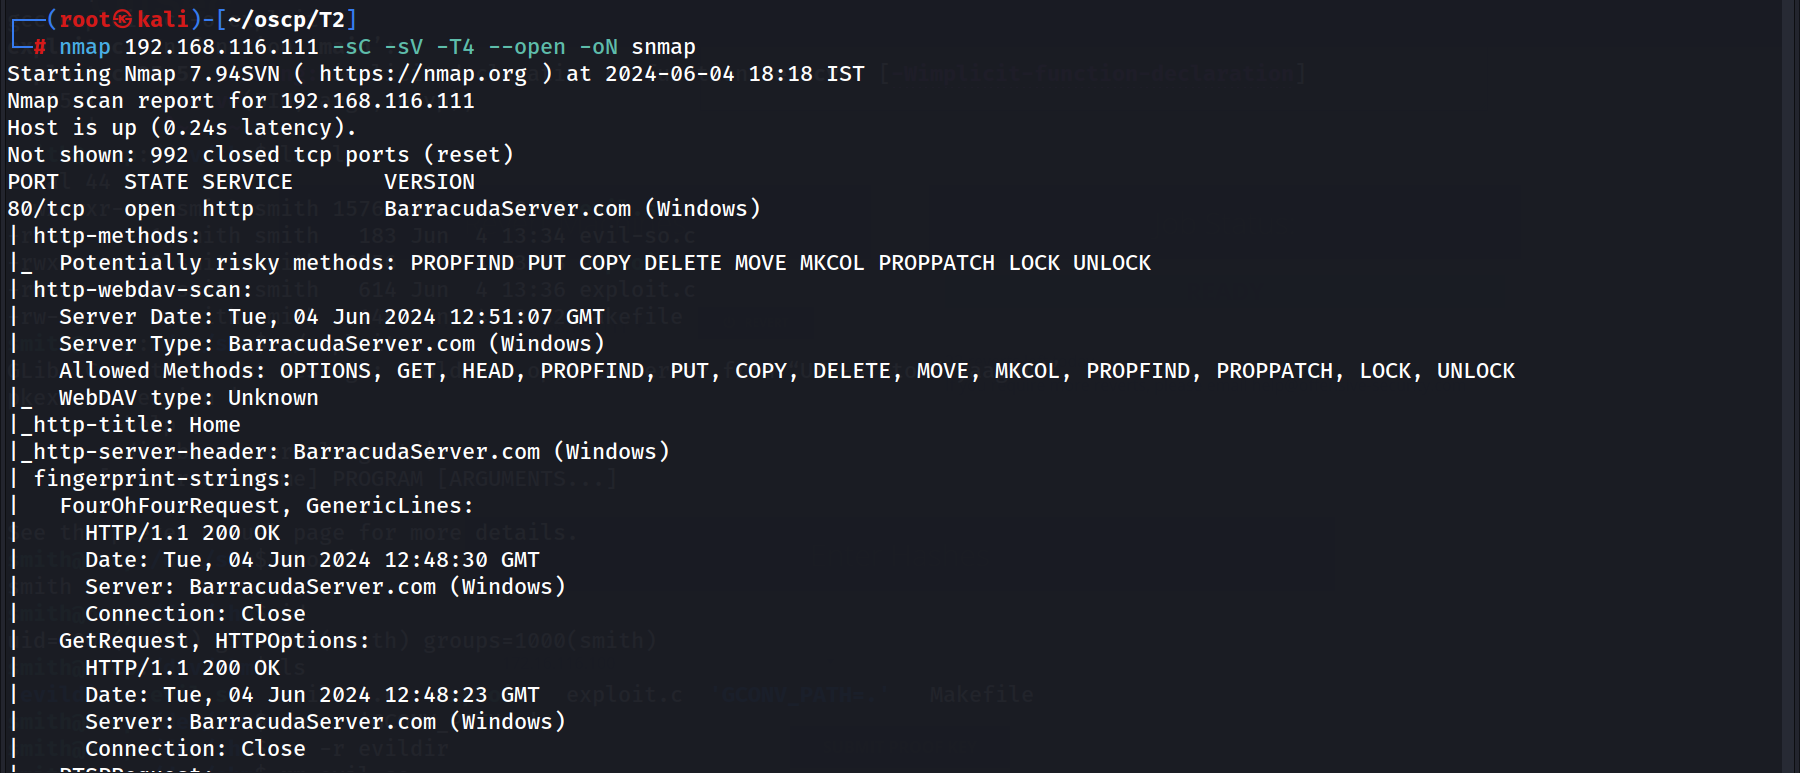 ┌──(root㉿kali)-[~/oscp/T2]
└─# nmap 192.168.116.111 -sC -sV -T4 --open -oN snmap
Starting Nmap 7.94SVN ( https://nmap.org ) at 2024-06-04 18:18 IST
Nmap scan report for 192.168.116.111
Host is up (0.24s latency).
Not shown: 992 closed tcp ports (reset)
PORT     STATE SERVICE       VERSION
80/tcp   open  http          BarracudaServer.com (Windows)
| http-methods:
|_  Potentially risky methods: PROPFIND PUT COPY DELETE MOVE MKCOL PROPPATCH LOCK UNLOCK
| http-webdav-scan:
|   Server Date: Tue, 04 Jun 2024 12:51:07 GMT
|   Server Type: BarracudaServer.com (Windows)
|   Allowed Methods: OPTIONS, GET, HEAD, PROPFIND, PUT, COPY, DELETE, MOVE, MKCOL, PROPFIND, PROPPATCH, LOCK, UNLOCK
|_  WebDAV type: Unknown
|_http-title: Home
|_http-server-header: BarracudaServer.com (Windows)
| fingerprint-strings:
|   FourOhFourRequest, GenericLines:
|     HTTP/1.1 200 OK
|     Date: Tue, 04 Jun 2024 12:48:30 GMT
|     Server: BarracudaServer.com (Windows)
|     Connection: Close
|   GetRequest, HTTPOptions:
|     HTTP/1.1 200 OK
|     Date: Tue, 04 Jun 2024 12:48:23 GMT
|     Server: BarracudaServer.com (Windows)
|     Connection: Close